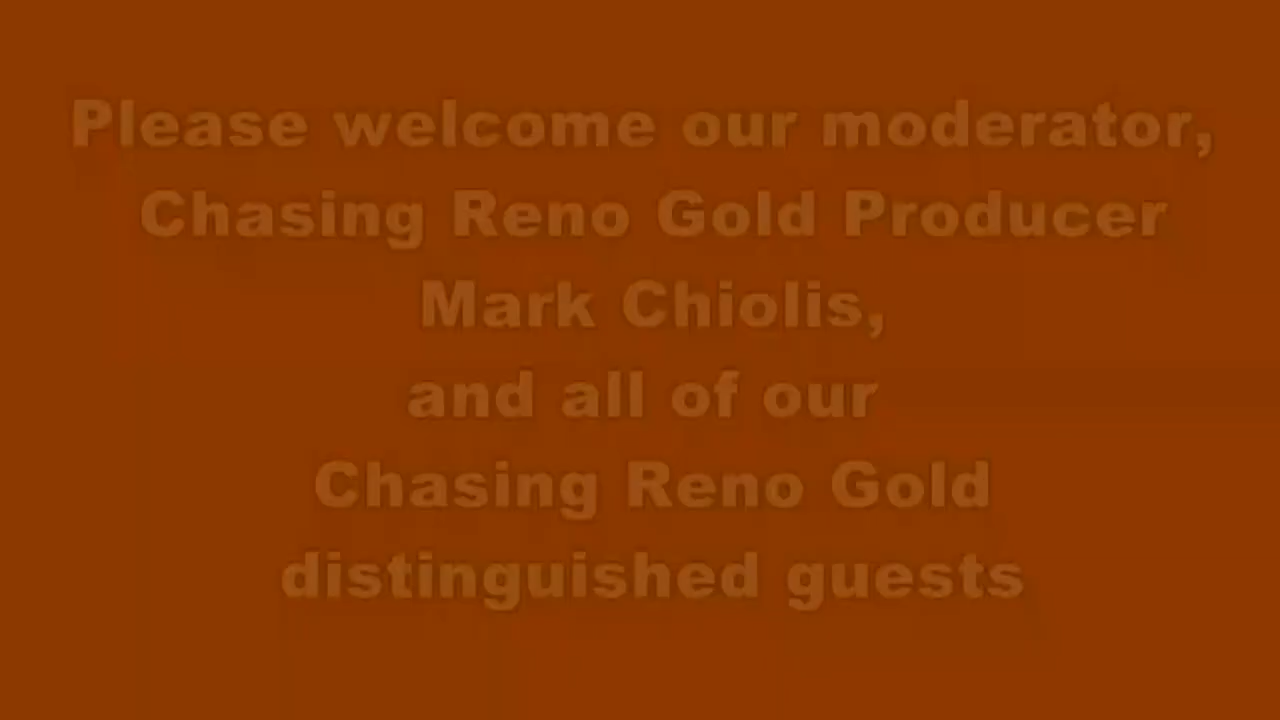 Please welcome our moderator,
Chasing Reno Gold Producer
Mark Chiolis,
and all of our
Chasing Reno Gold
distinguished guests